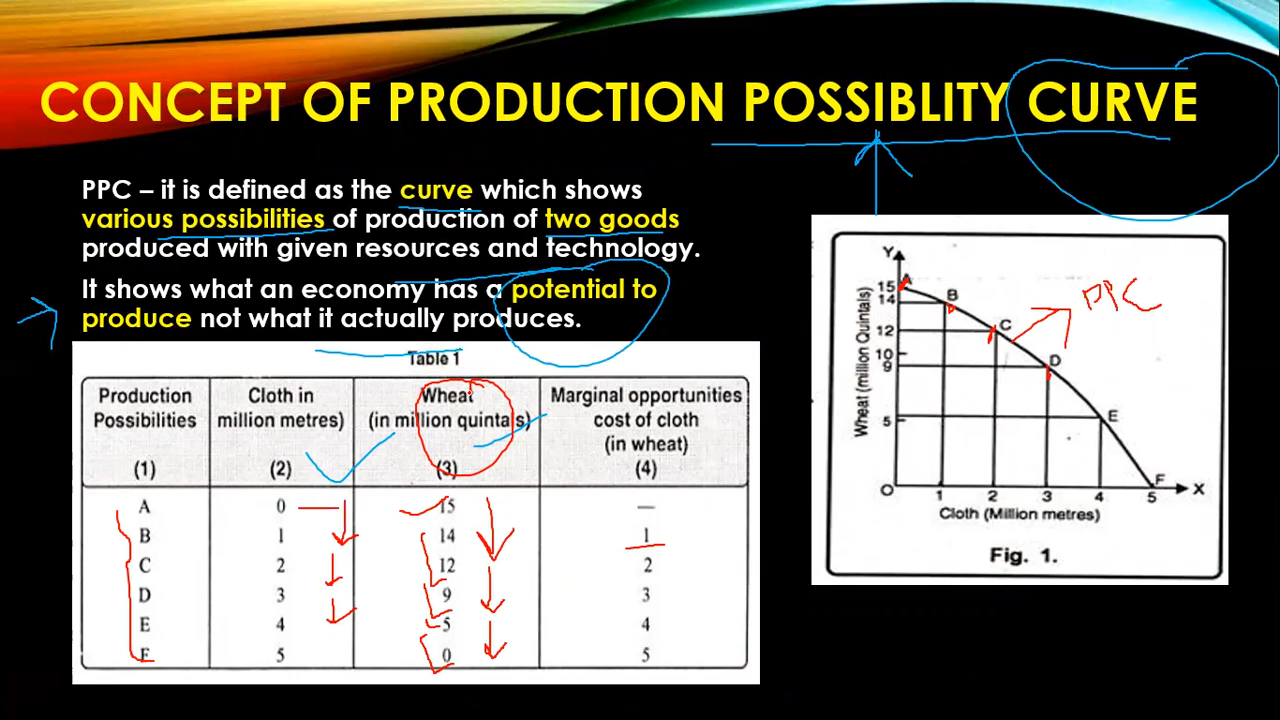 CONCEPT OF PRODUCTION POSSIBLITY CURVE
PPC – it is defined as the curve which shows
various possibilities of production of two goods
produced with given resources and technology.
It shows what an economy has a potential to
produce not what it actually produces.
Table 1
Production Possibilities (1) Cloth in million metres) (2) Wheat (in million quintals) (3) Marginal opportunities cost of cloth (in wheat) (4)
A 0 15 —
B 1 14 1
C 2 12 2
D 3 9 3
E 4 5 4
F 5 0 5
Y
Wheat (million Quintals)
15 A
14 B
12 C
10
9 D
5 E
F
O 1 2 3 4 5 X
Cloth (Million metres)
PPC
Fig. 1.